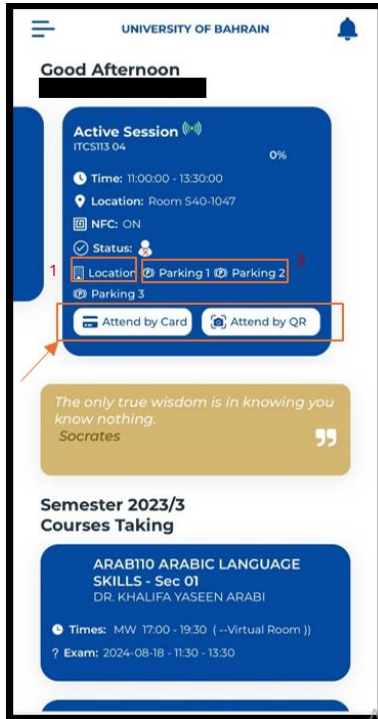 UNIVERSITY OF BAHRAIN
Good Afternoon
Active Session
ITCS113 04
0%
Time: 11:00:00 - 13:30:00
Location: Room S40-1047
NFC: ON
Status:
1
Location Parking 1 Parking 2
Parking 3
Attend by Card Attend by QR
The only true wisdom is in knowing you
know nothing.
Socrates
Semester 2023/3
Courses Taking
ARAB110 ARABIC LANGUAGE
SKILLS - Sec 01
DR. KHALIFA YASEEN ARABI
Times: MW 17:00 - 19:30 ( --Virtual Room ))
? Exam: 2024-08-18 - 11:30 - 13:30